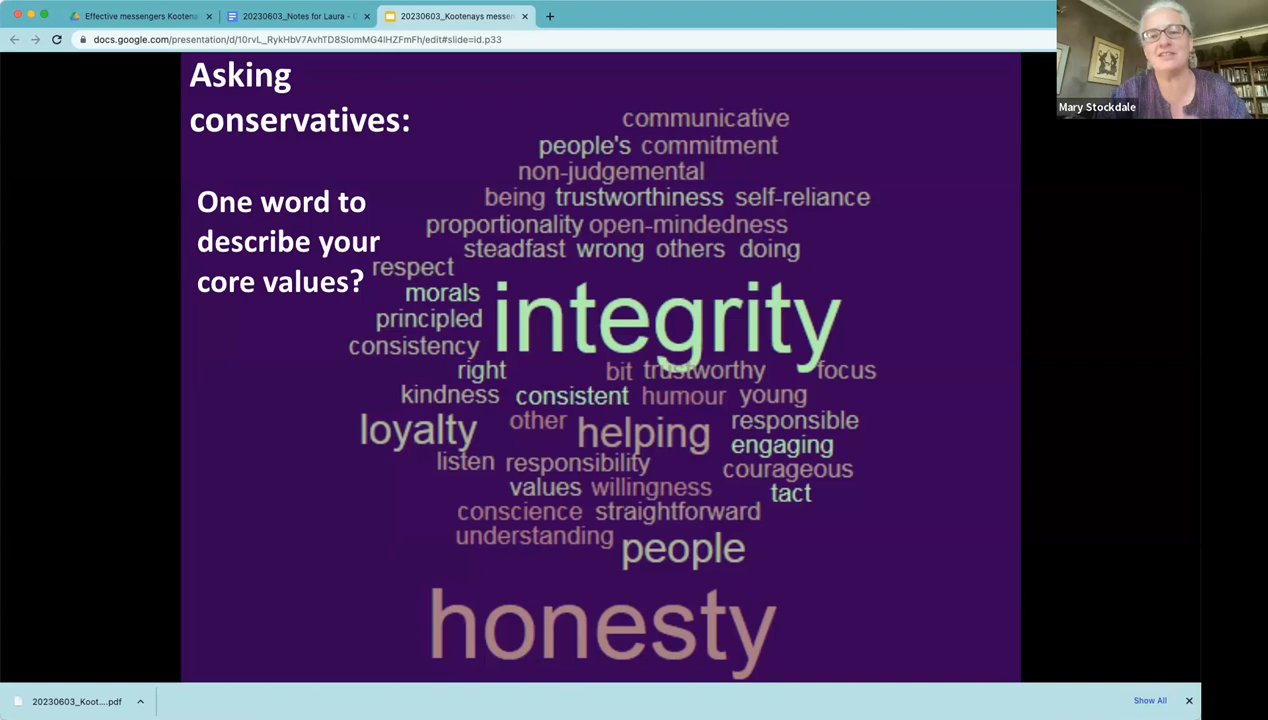 Effective messengers Kootena
20230603_Notes for Laura - G
20230603_Kootenays messen
docs.google.com/presentation/d/10rvL_RykHbV7AvhTD8SlomMG4lHZFmFh/edit#slide=id.p33
Mary Stockdale
Asking
conservatives:
One word to
describe your
core values?
communicative
people's commitment
non-judgemental
being trustworthiness self-reliance
proportionality open-mindedness
steadfast wrong others doing
respect
morals
integrity
principled
consistency
right bit trustworthy focus
kindness consistent humour young
loyalty other helping responsible
engaging
listen responsibility courageous
values willingness tact
conscience straightforward
understanding people
honesty
20230603_Koot....pdf
Show All